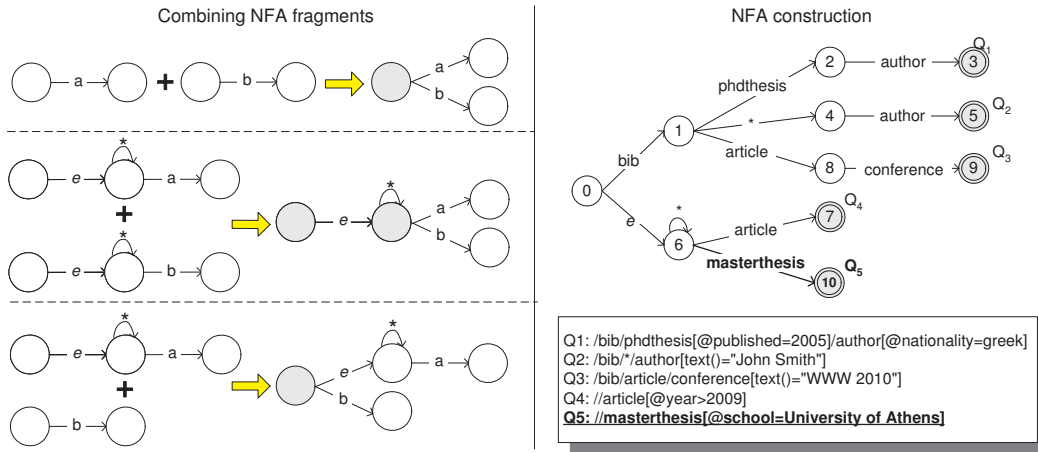 Combining NFA fragments
a
+
b
a
b
*
e
a
+
*
e
b
*
e
a
b
*
e
a
+
b
*
e
a
b
NFA construction
Q1
2
author
3
phdthesis
Q2
1
*
4
author
5
bib
article
Q3
8
conference
9
0
e
*
Q4
6
article
7
masterthesis
Q5
10
Q1: /bib/phdthesis[@published=2005]/author[@nationality=greek]
Q2: /bib/*/author[text()="John Smith"]
Q3: /bib/article/conference[text()="WWW 2010"]
Q4: //article[@year>2009]
Q5: //masterthesis[@school=University of Athens]